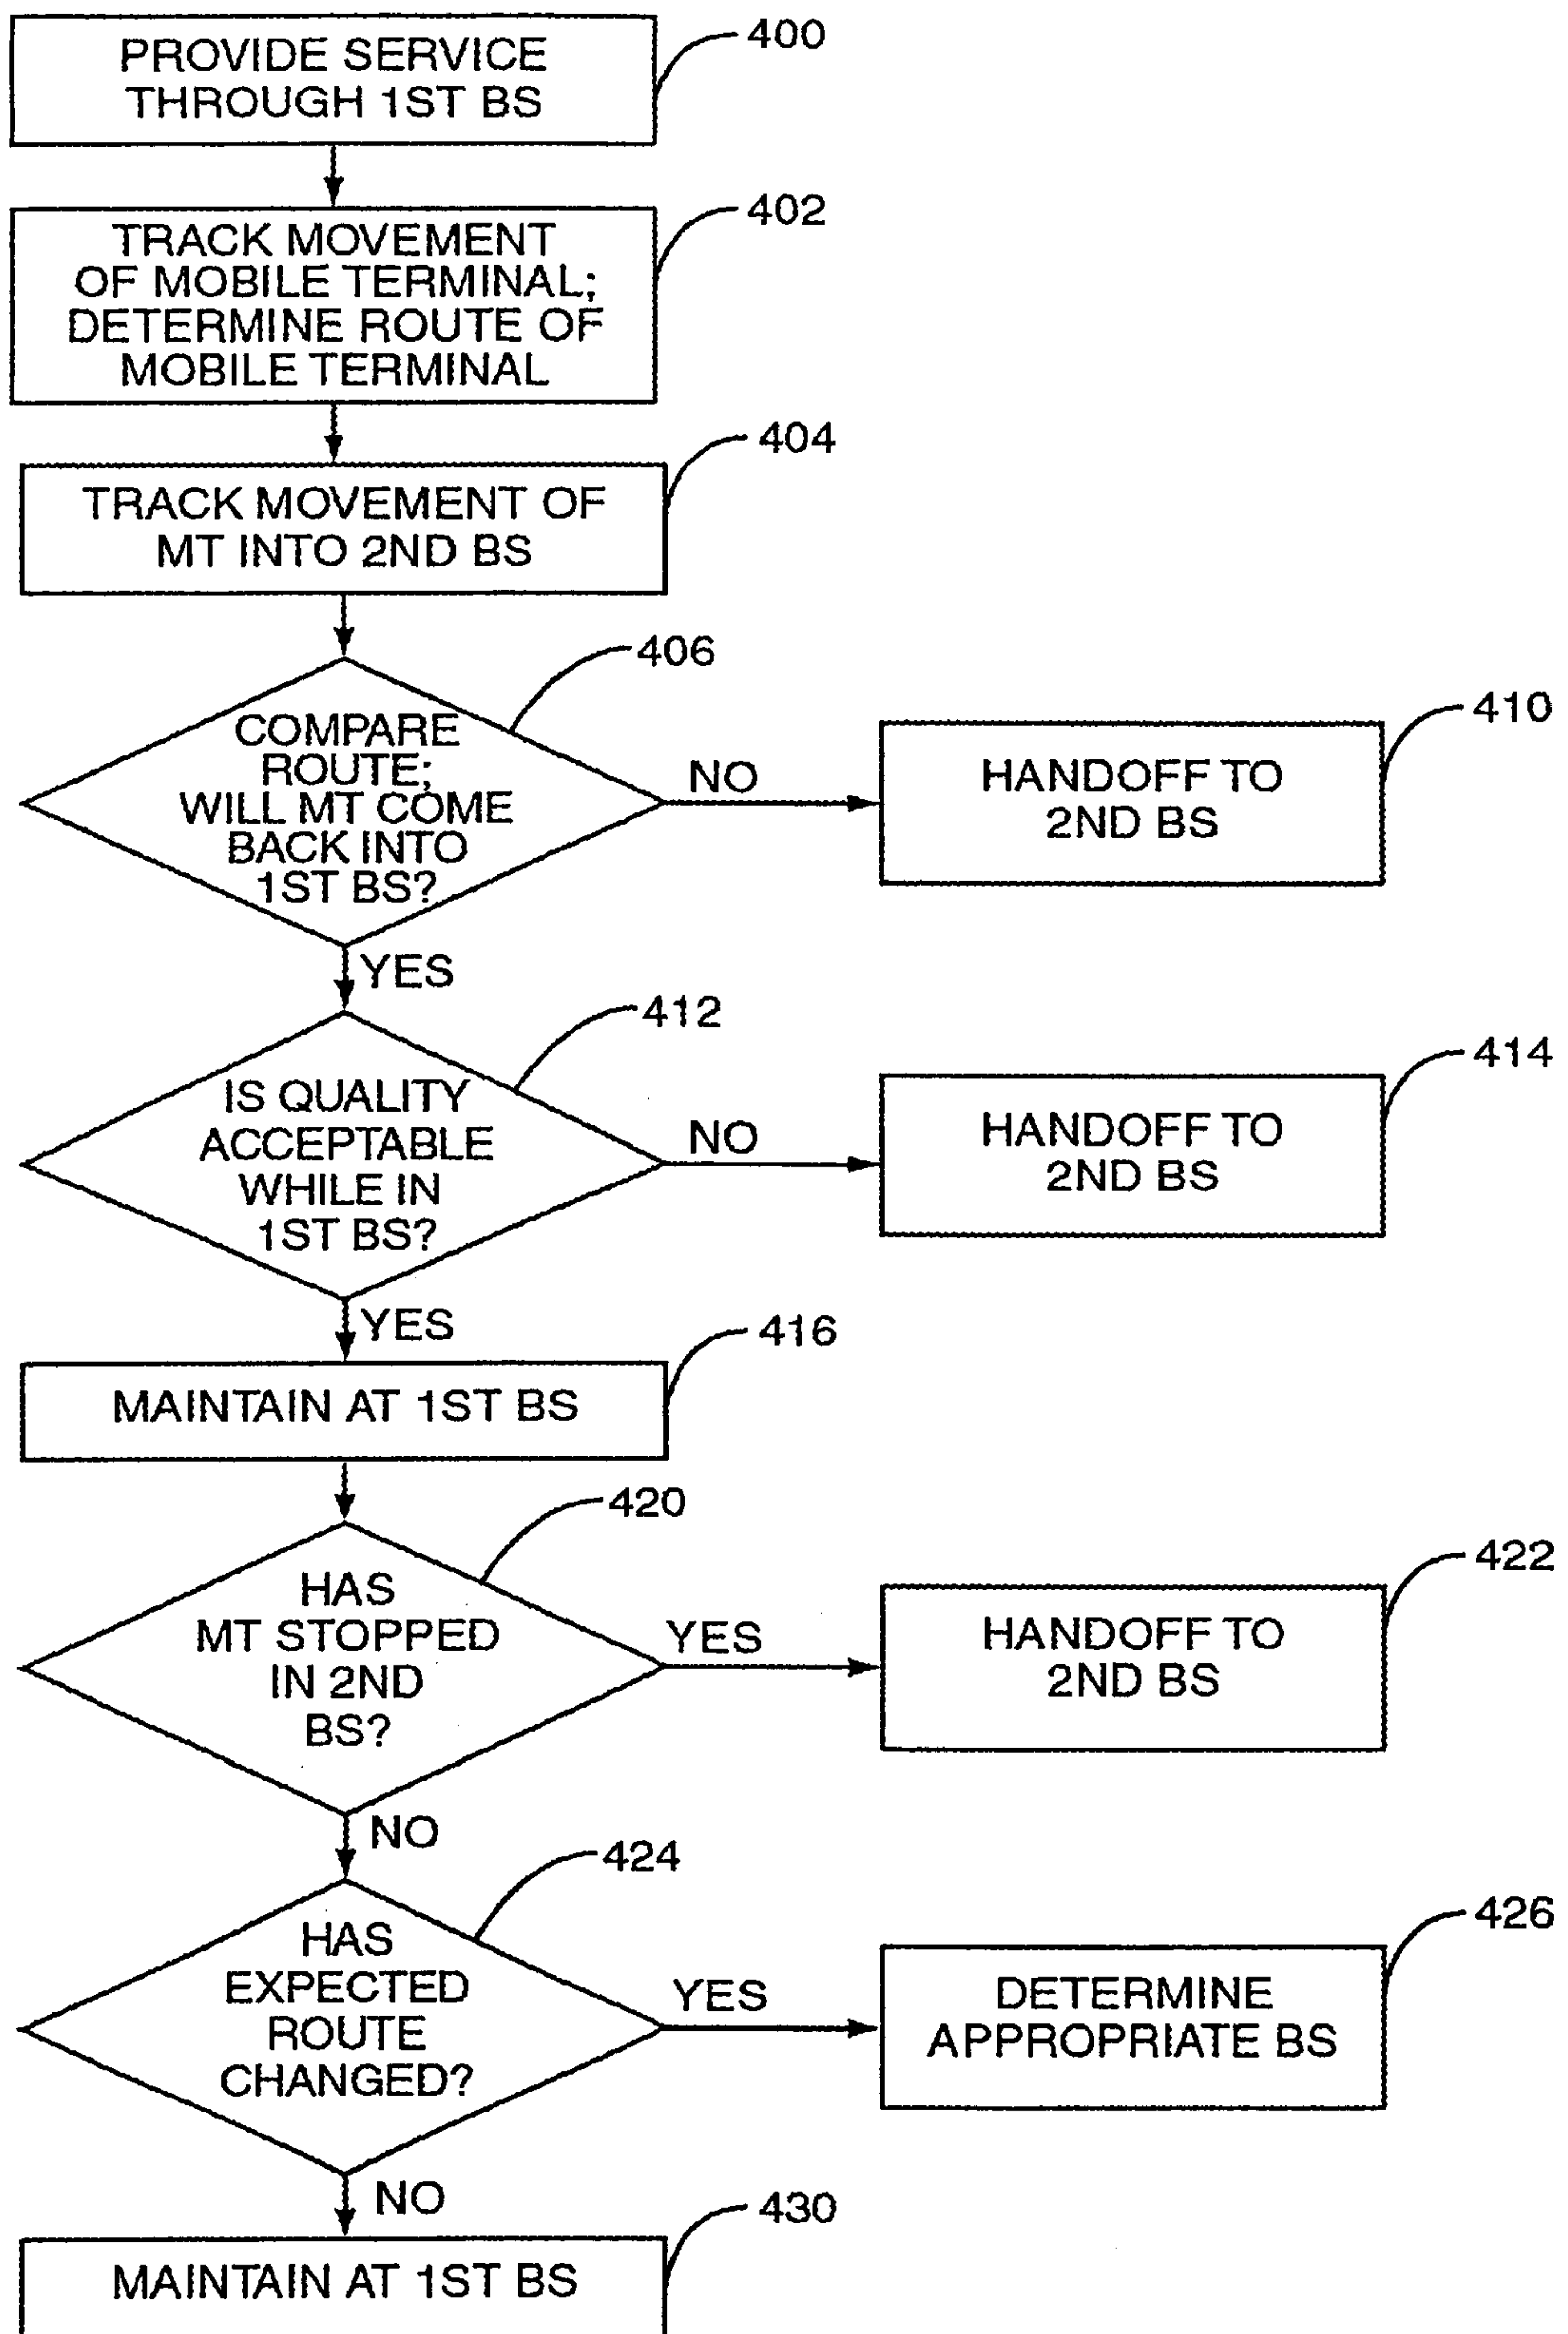 PROVIDE SERVICE
THROUGH 1ST BS
400
TRACK MOVEMENT
OF MOBILE TERMINAL;
DETERMINE ROUTE OF
MOBILE TERMINAL
402
TRACK MOVEMENT OF
MT INTO 2ND BS
404
COMPARE
ROUTE;
WILL MT COME
BACK INTO
1ST BS?
406
NO
HANDOFF TO
2ND BS
410
YES
IS QUALITY
ACCEPTABLE
WHILE IN
1ST BS?
412
NO
HANDOFF TO
2ND BS
414
YES
MAINTAIN AT 1ST BS
416
HAS
MT STOPPED
IN 2ND
BS?
420
YES
HANDOFF TO
2ND BS
422
NO
HAS
EXPECTED
ROUTE
CHANGED?
424
YES
DETERMINE
APPROPRIATE BS
426
NO
MAINTAIN AT 1ST BS
430